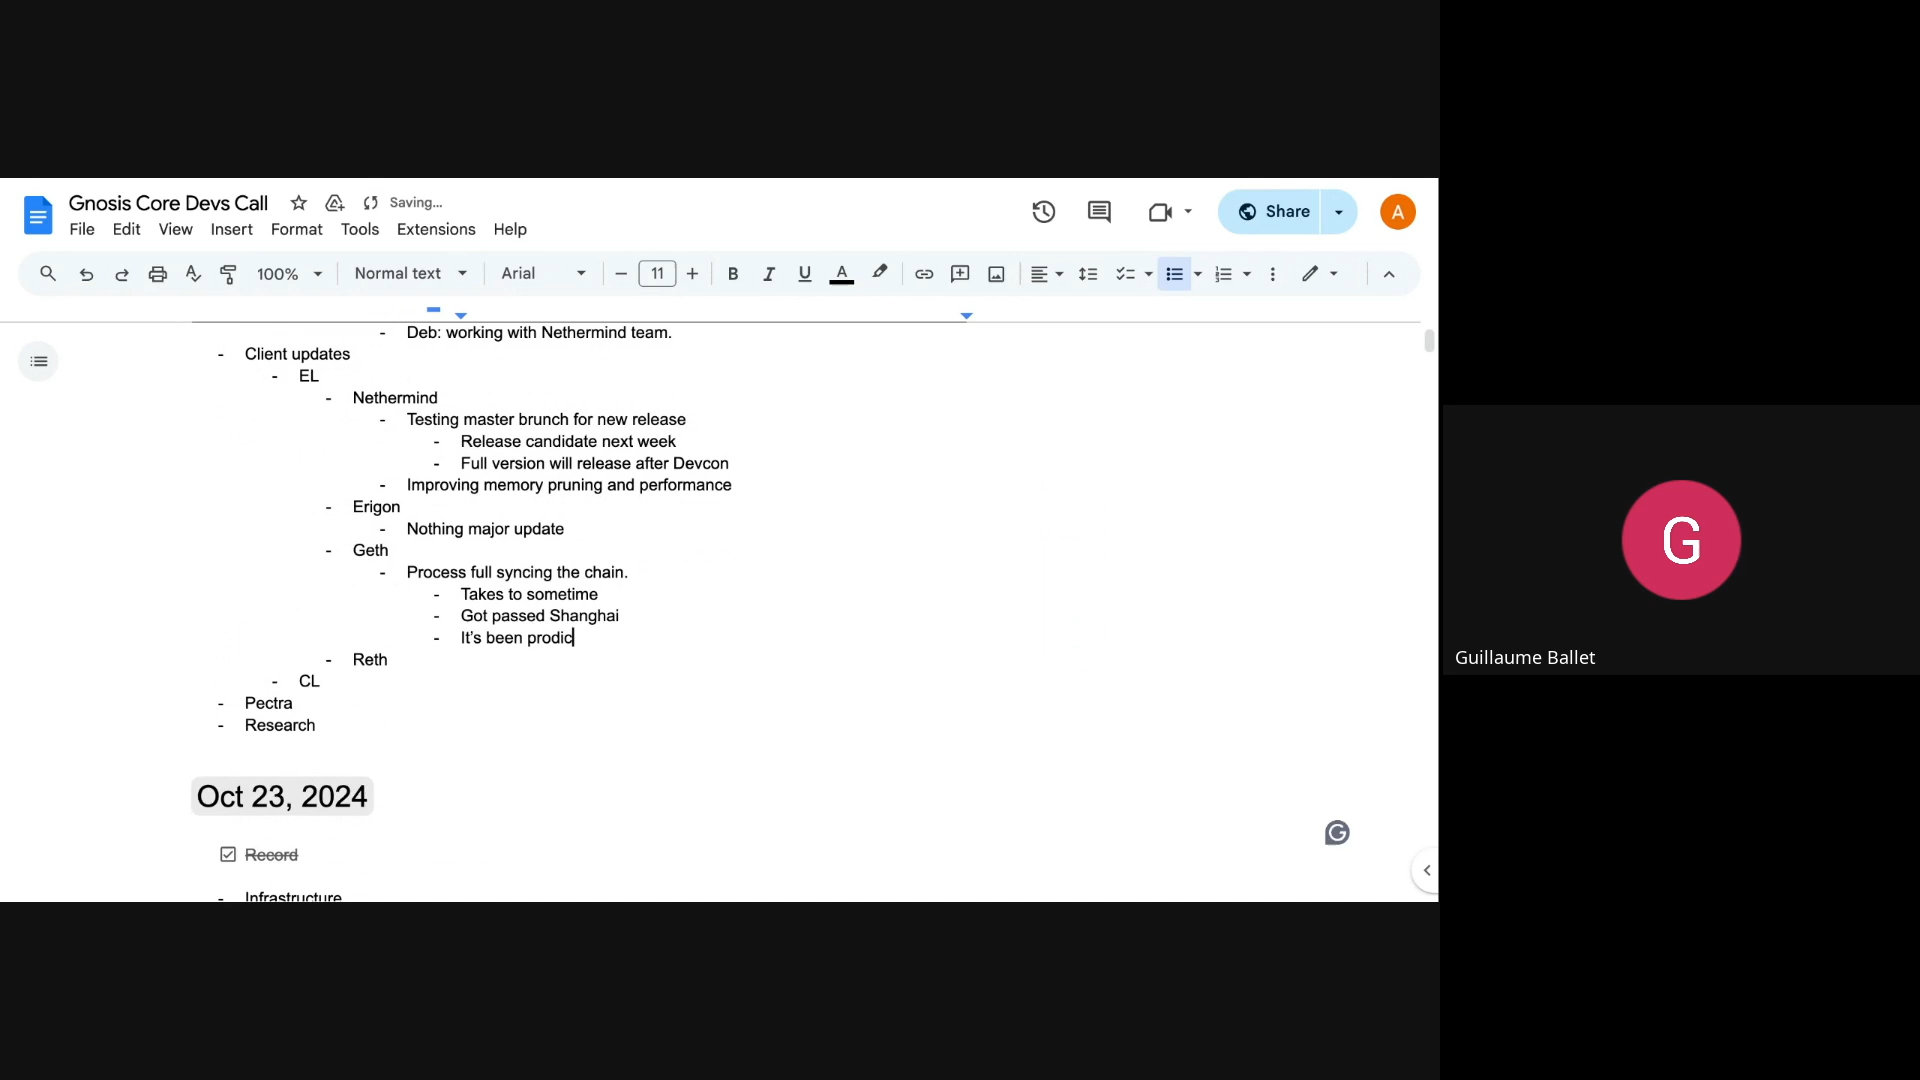 Gnosis Core Devs Call
Saving...
File Edit View Insert Format Tools Extensions Help
Share
A
100%
Normal text
Arial
11
B I U A
- Deb: working with Nethermind team.
- Client updates
- EL
- Nethermind
- Testing master brunch for new release
- Release candidate next week
- Full version will release after Devcon
- Improving memory pruning and performance
- Erigon
- Nothing major update
- Geth
- Process full syncing the chain.
- Takes to sometime
- Got passed Shanghai
- It's been prodic
- Reth
- CL
- Pectra
- Research
Oct 23, 2024
Record
- Infrastructure
G
Guillaume Ballet